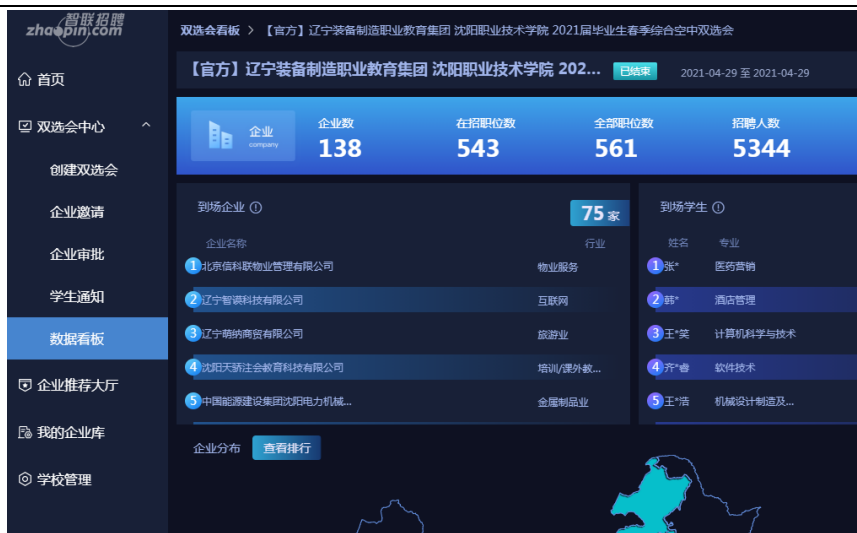 智联招聘
zhaopin.com
首页
双选会中心
创建双选会
企业邀请
企业审批
学生通知
数据看板
企业推荐大厅
我的企业库
学校管理
双选会看板 > 【官方】辽宁装备制造职业教育集团 沈阳职业技术学院 2021届毕业生春季综合空中双选会
【官方】辽宁装备制造职业教育集团 沈阳职业技术学院 202... 已结束 2021-04-29 至 2021-04-29
企业 company
企业数 在招职位数 全部职位数 招聘人数
138 543 561 5344
到场企业 75 家
企业名称 行业
1 北京信科联物业管理有限公司 物业服务
2 辽宁智谟科技有限公司 互联网
3 辽宁萌纳商贸有限公司 旅游业
4 沈阳天骄注会教育科技有限公司 培训/课外教...
5 中国能源建设集团沈阳电力机械... 金属制品业
到场学生
姓名 专业
1 张* 医药营销
2 韩* 酒店管理
3 王*笑 计算机科学与技术
4 齐*睿 软件技术
5 王*浩 机械设计制造及...
企业分布 查看排行